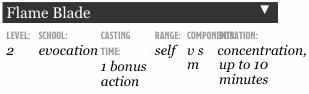 Flame Blade ▼
LEVEL: SCHOOL: CASTING TIME: RANGE: COMPONENTS: DURATION:
2 evocation 1 bonus action self v s m concentration, up to 10 minutes